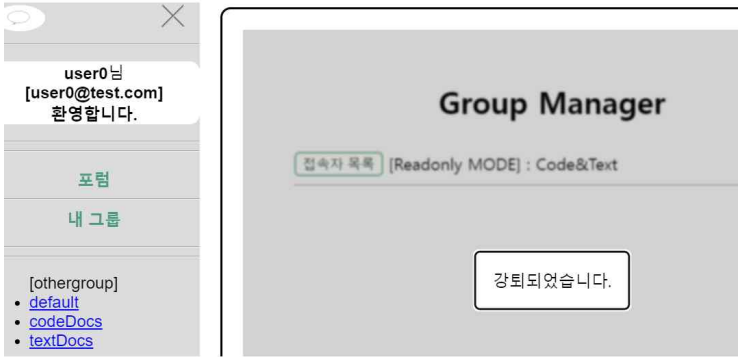 user0님
[user0@test.com]
환영합니다.
포럼
내 그룹
[othergroup]
default
codeDocs
textDocs
Group Manager
접속자 목록 [Readonly MODE] : Code&Text
강퇴되었습니다.